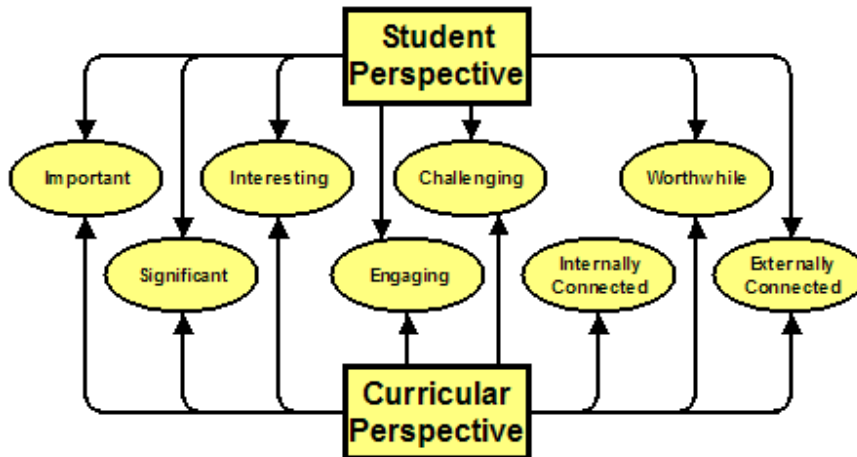 Student
Perspective
Important
Interesting
Challenging
Worthwhile
Significant
Engaging
Internally
Connected
Externally
Connected
Curricular
Perspective